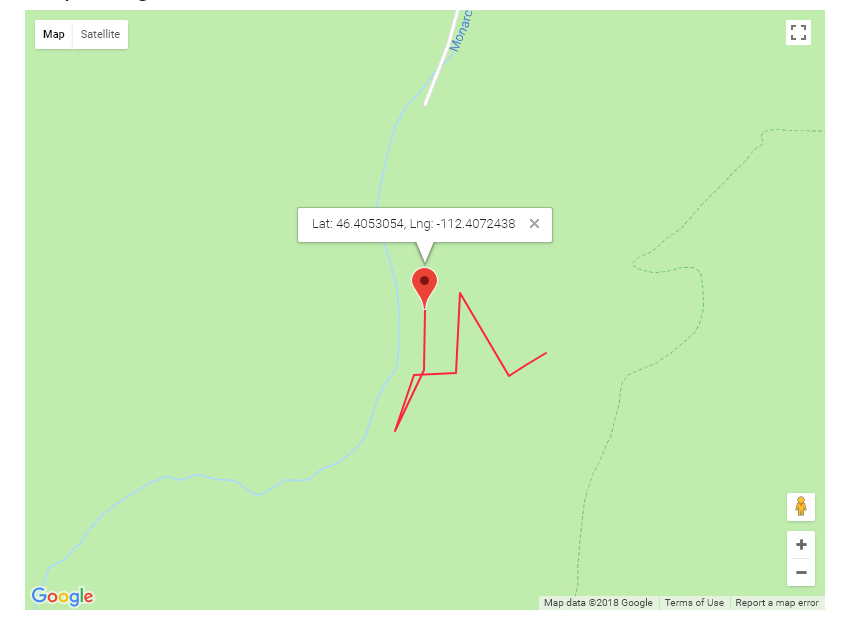 Map Satellite
Monarc
Lat: 46.4053054, Lng: -112.4072438
Google
Map data ©2018 Google Terms of Use Report a map error